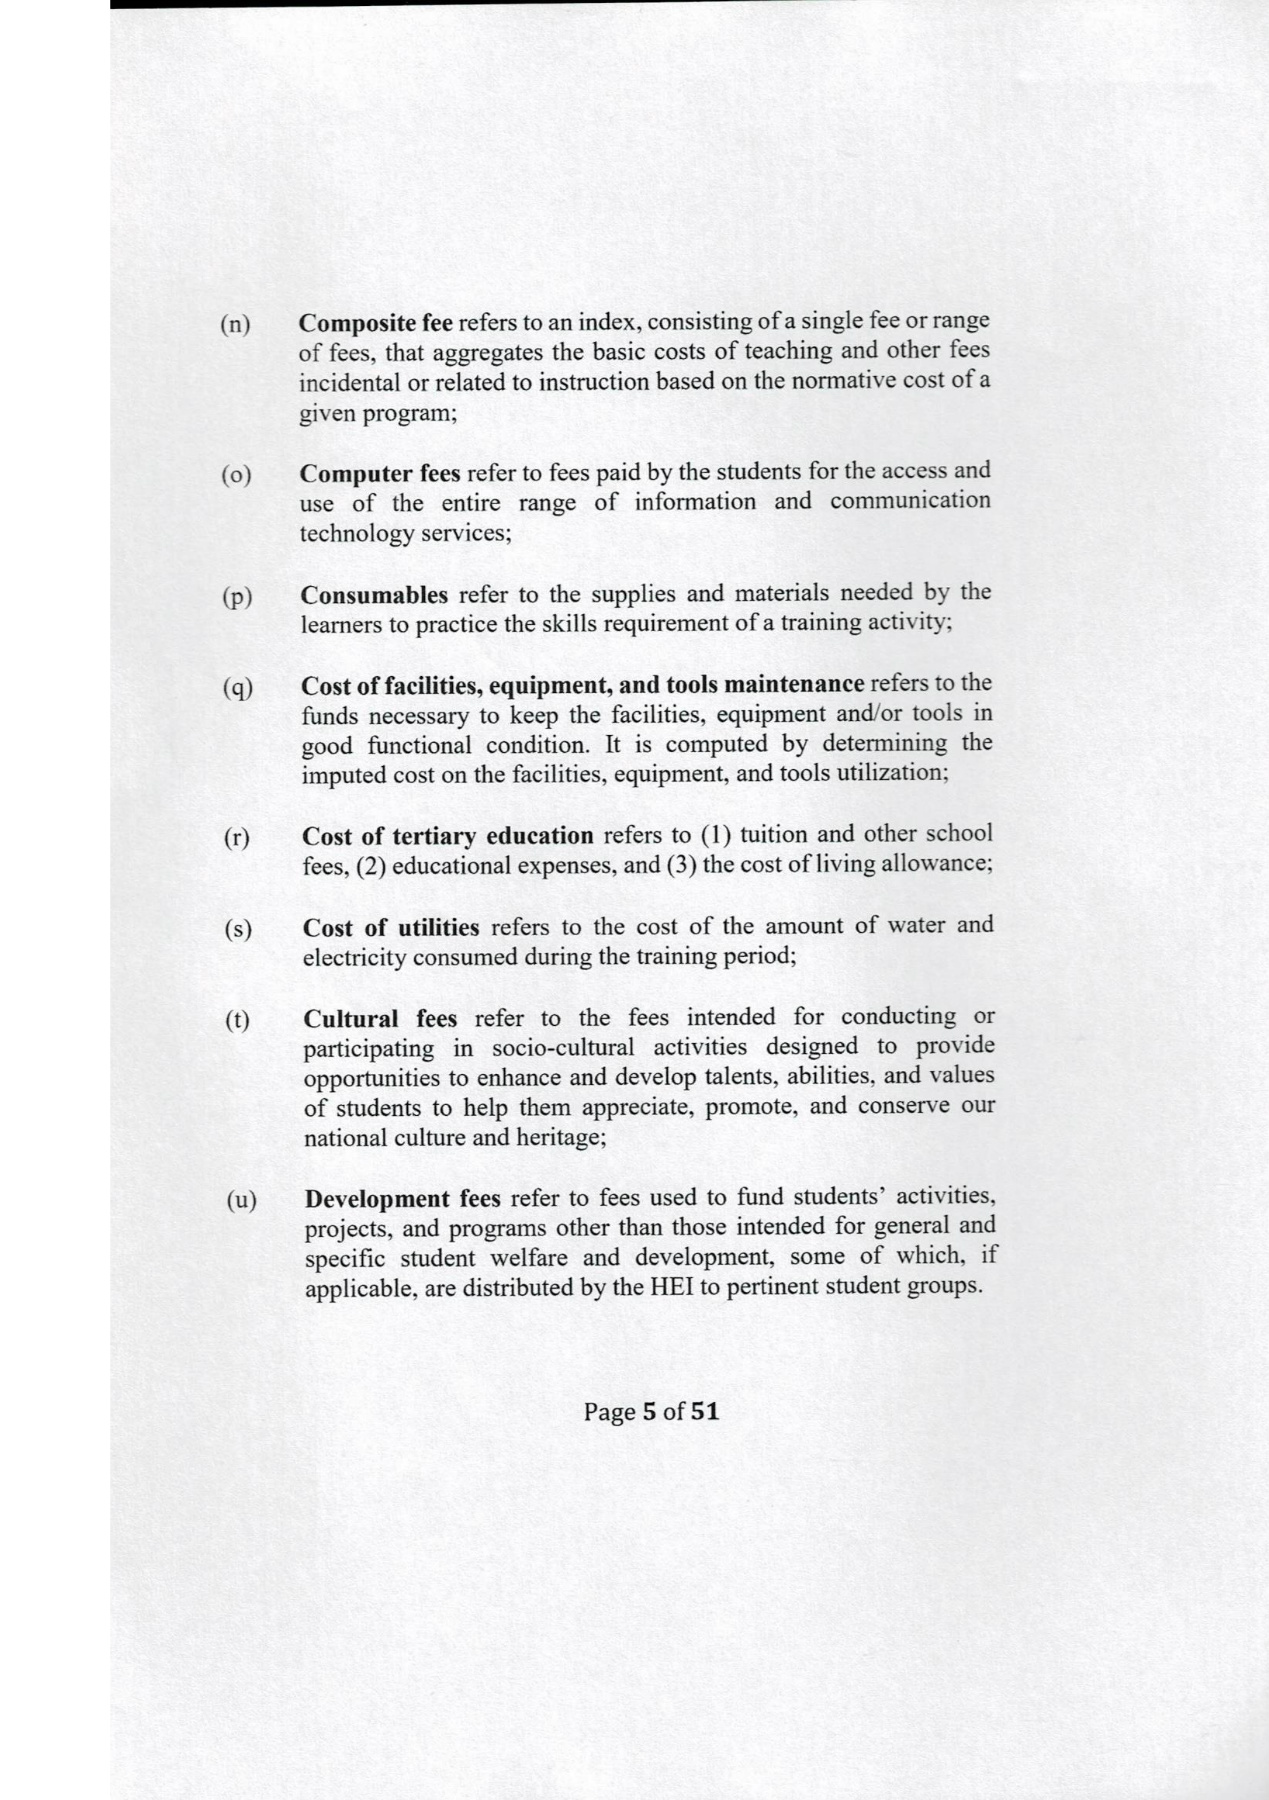 (n) Composite fee refers to an index, consisting of a single fee or range
of fees, that aggregates the basic costs of teaching and other fees
incidental or related to instruction based on the normative cost of a
given program;
(o) Computer fees refer to fees paid by the students for the access and
use of the entire range of information and communication
technology services;
(p) Consumables refer to the supplies and materials needed by the
learners to practice the skills requirement of a training activity;
(q) Cost of facilities, equipment, and tools maintenance refers to the
funds necessary to keep the facilities, equipment and/or tools in
good functional condition. It is computed by determining the
imputed cost on the facilities, equipment, and tools utilization;
(r) Cost of tertiary education refers to (1) tuition and other school
fees, (2) educational expenses, and (3) the cost of living allowance;
(s) Cost of utilities refers to the cost of the amount of water and
electricity consumed during the training period;
(t) Cultural fees refer to the fees intended for conducting or
participating in socio-cultural activities designed to provide
opportunities to enhance and develop talents, abilities, and values
of students to help them appreciate, promote, and conserve our
national culture and heritage;
(u) Development fees refer to fees used to fund students’ activities,
projects, and programs other than those intended for general and
specific student welfare and development, some of which, if
applicable, are distributed by the HEI to pertinent student groups.
Page 5 of 51